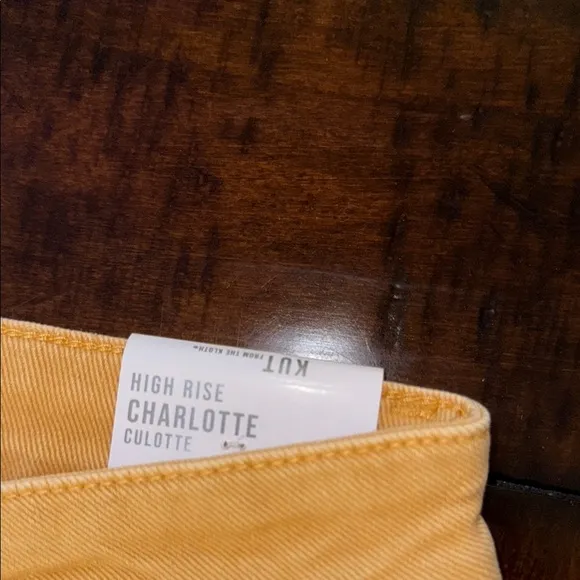 KUT
FROM THE KLOTH®
HIGH RISE
CHARLOTTE
CULOTTE